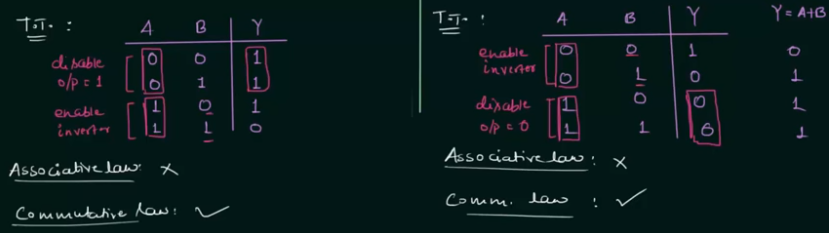 T.T. : A B Y
disable 0 0 1
o/p = 1 0 1 1
enable 1 0 1
invertor 1 1 0
Associative law: ×
Commutative law: ✓
T.T. : A B Y Y = A+B
enable 0 0 1 0
invertor 0 1 0 1
disable 1 0 0 1
o/p = 0 1 1 0 1
Associative law : ×
Comm. law : ✓